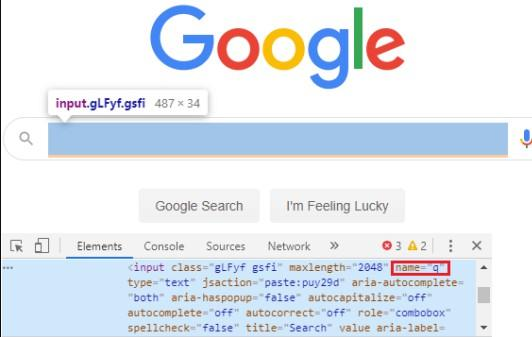 Google
input.gLFyf.gsfi 487 × 34
Google Search I'm Feeling Lucky
Elements Console Sources Network » 3 2
... <input class="gLFyf gsfi" maxlength="2048" name="q"
type="text" jsaction="paste:puy29d" aria-autocomplete=
"both" aria-haspopup="false" autocapitalize="off"
autocomplete="off" autocorrect="off" role="combobox"
spellcheck="false" title="Search" value aria-label=